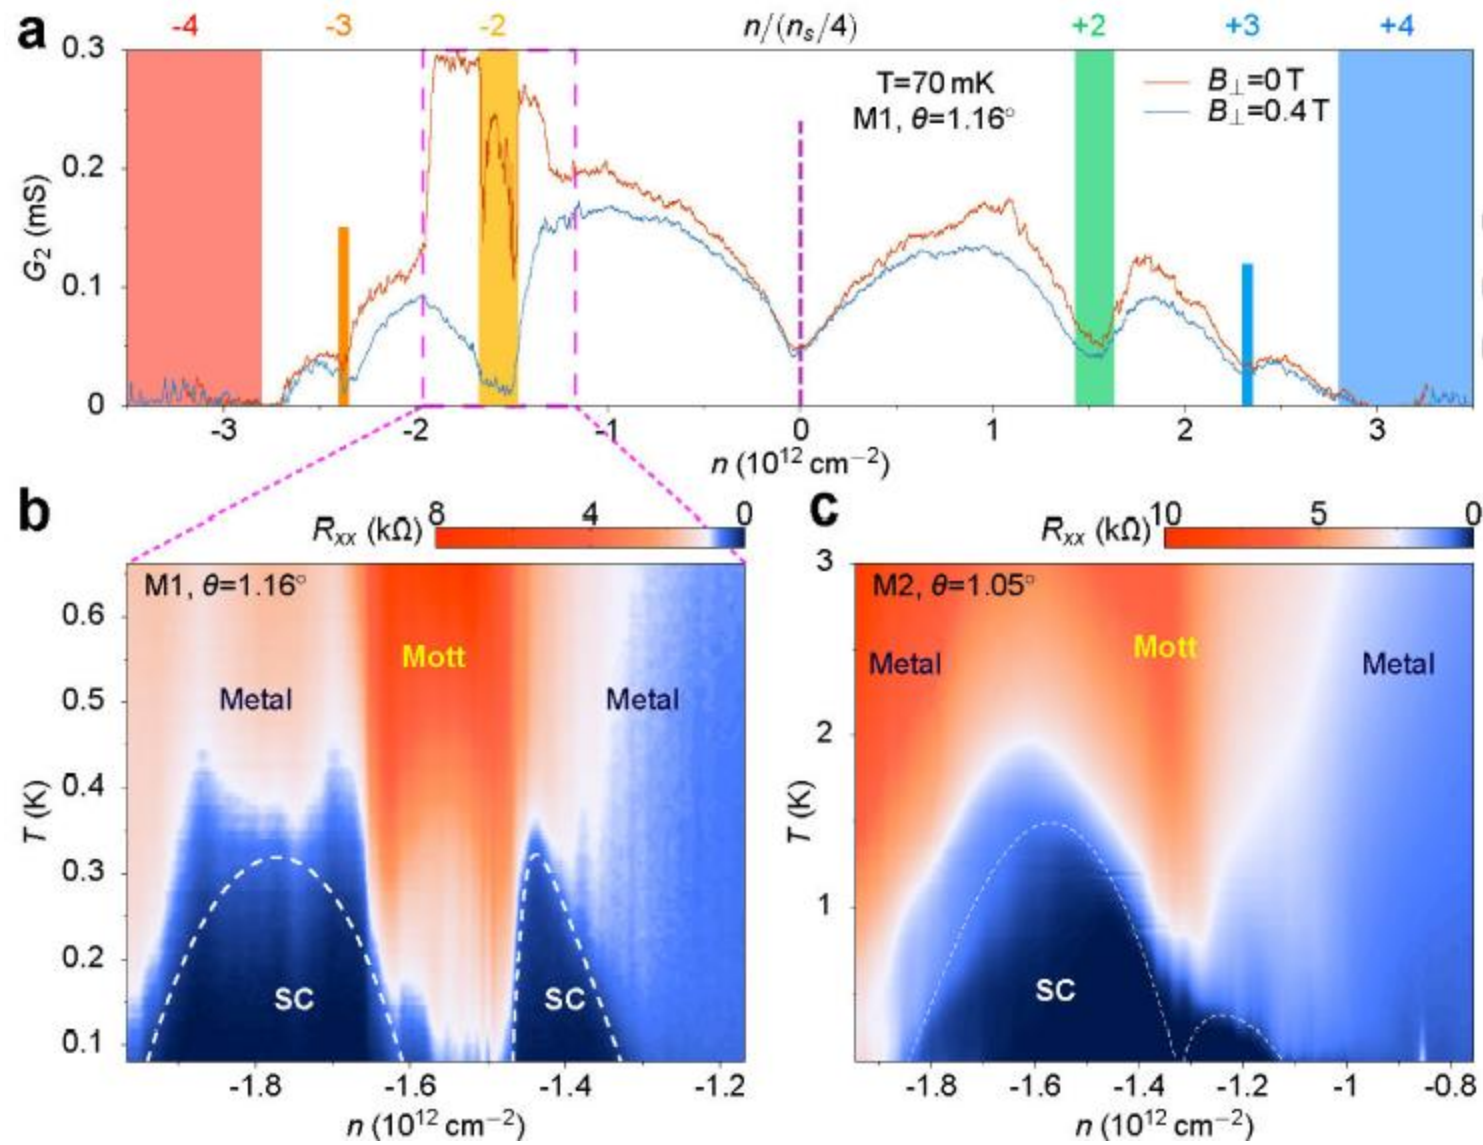 a
-4 -3 -2 n/(nₛ/4) +2 +3 +4
0.3
0.2
0.1
0
G₂ (mS)
T=70 mK
M1, θ=1.16°
B⊥=0 T
B⊥=0.4 T
-3 -2 -1 0 1 2 3
n (10¹² cm⁻²)
b
Rₓₓ (kΩ) 8 4 0
M1, θ=1.16°
Mott
Metal
Metal
SC
SC
0.6
0.5
0.4
0.3
0.2
0.1
T (K)
-1.8 -1.6 -1.4 -1.2
n (10¹² cm⁻²)
c
Rₓₓ (kΩ) 10 5 0
M2, θ=1.05°
Metal
Mott
Metal
SC
3
2
1
T (K)
-1.8 -1.6 -1.4 -1.2 -1 -0.8
n (10¹² cm⁻²)